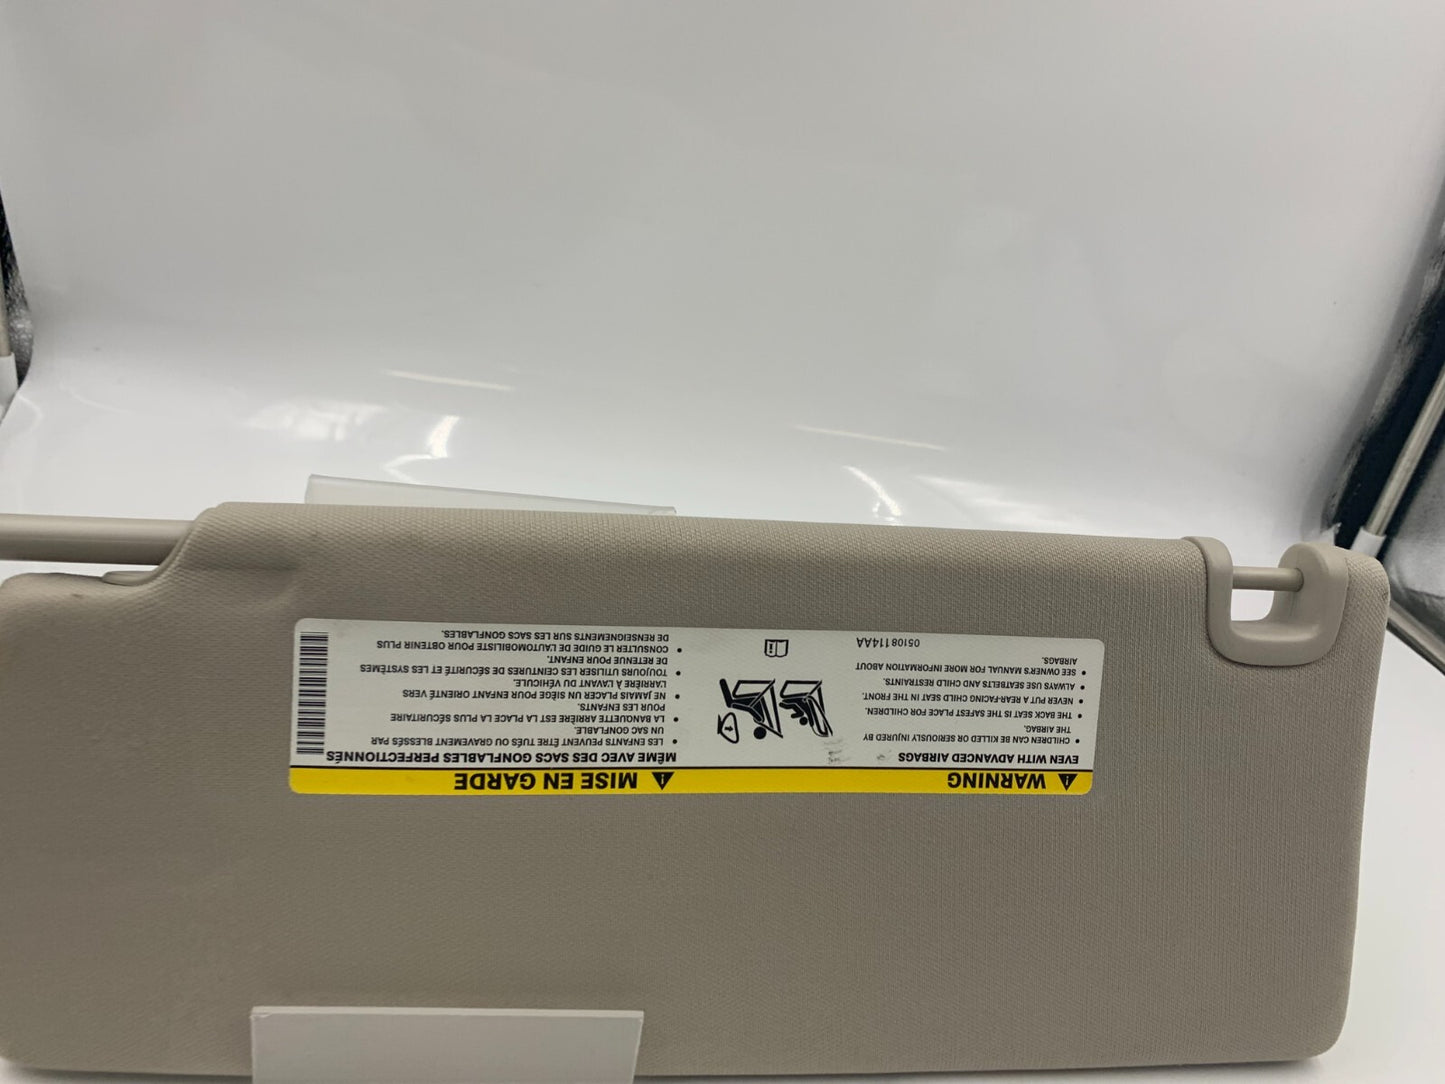 WARNING
EVEN WITH ADVANCED AIRBAGS
• CHILDREN CAN BE KILLED OR SERIOUSLY INJURED BY
THE AIRBAG.
• THE BACK SEAT IS THE SAFEST PLACE FOR CHILDREN.
• NEVER PUT A REAR-FACING CHILD SEAT IN THE FRONT.
• ALWAYS USE SEATBELTS AND CHILD RESTRAINTS.
• SEE OWNER'S MANUAL FOR MORE INFORMATION ABOUT
AIRBAGS.
05108114AA
MISE EN GARDE
MÊME AVEC DES SACS GONFLABLES PERFECTIONNÉS
• LES ENFANTS PEUVENT ÊTRE TUÉS OU GRAVEMENT BLESSÉS PAR
UN SAC GONFLABLE.
• LA BANQUETTE ARRIÈRE EST LA PLACE LA PLUS SÉCURITAIRE
POUR LES ENFANTS.
• NE JAMAIS PLACER UN SIÈGE POUR ENFANT ORIENTÉ VERS
L'ARRIÈRE À L'AVANT DU VÉHICULE.
• TOUJOURS UTILISER LES CEINTURES DE SÉCURITÉ ET LES SYSTÈMES
DE RETENUE POUR ENFANT.
• CONSULTER LE GUIDE DE L'AUTOMOBILISTE POUR OBTENIR PLUS
DE RENSEIGNEMENTS SUR LES SACS GONFLABLES.